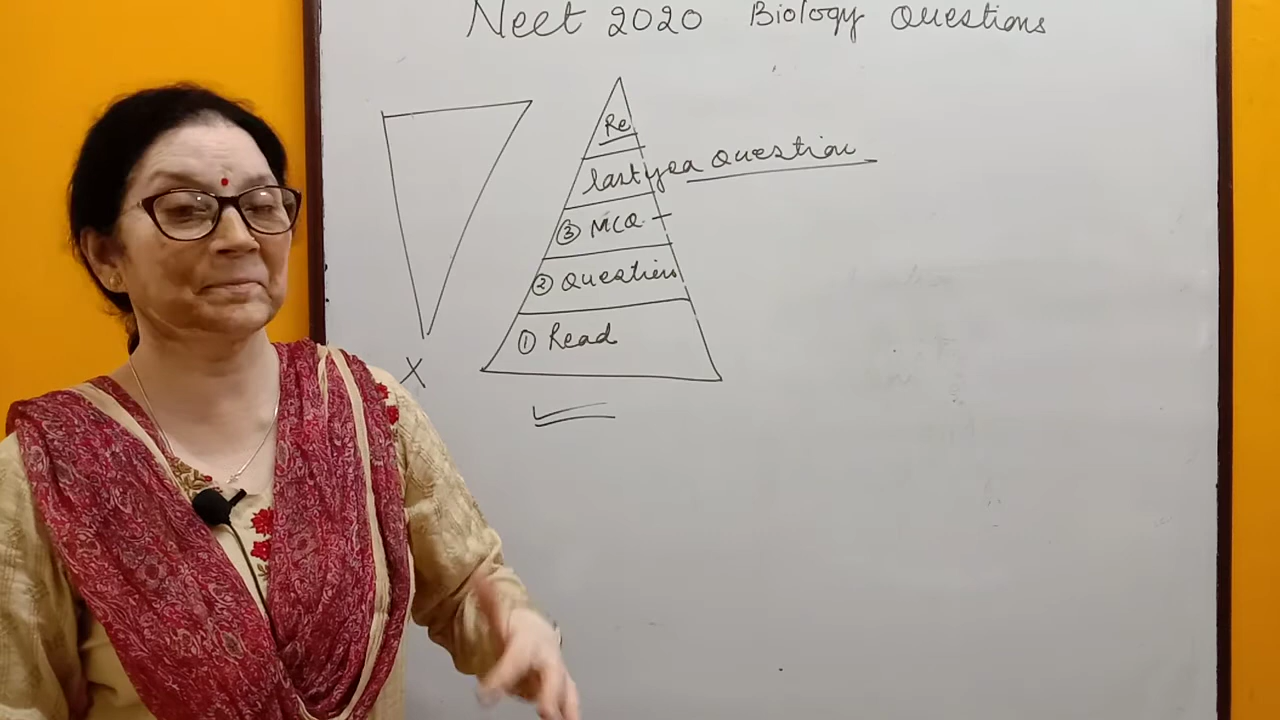 Neet 2020 Biology Questions
Re
last yea Question
③ MCQ -
② Questions
① Read
X